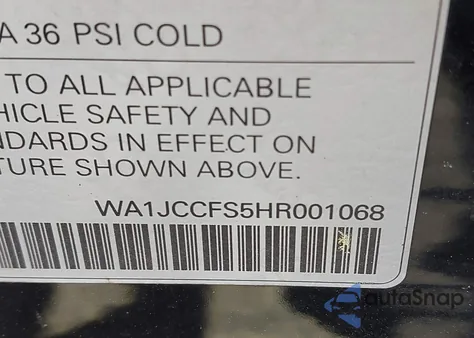 A 36 PSI COLD
TO ALL APPLICABLE
HICLE SAFETY AND
NDARDS IN EFFECT ON
TURE SHOWN ABOVE.
WA1JCCFS5HR001068
autoSnap